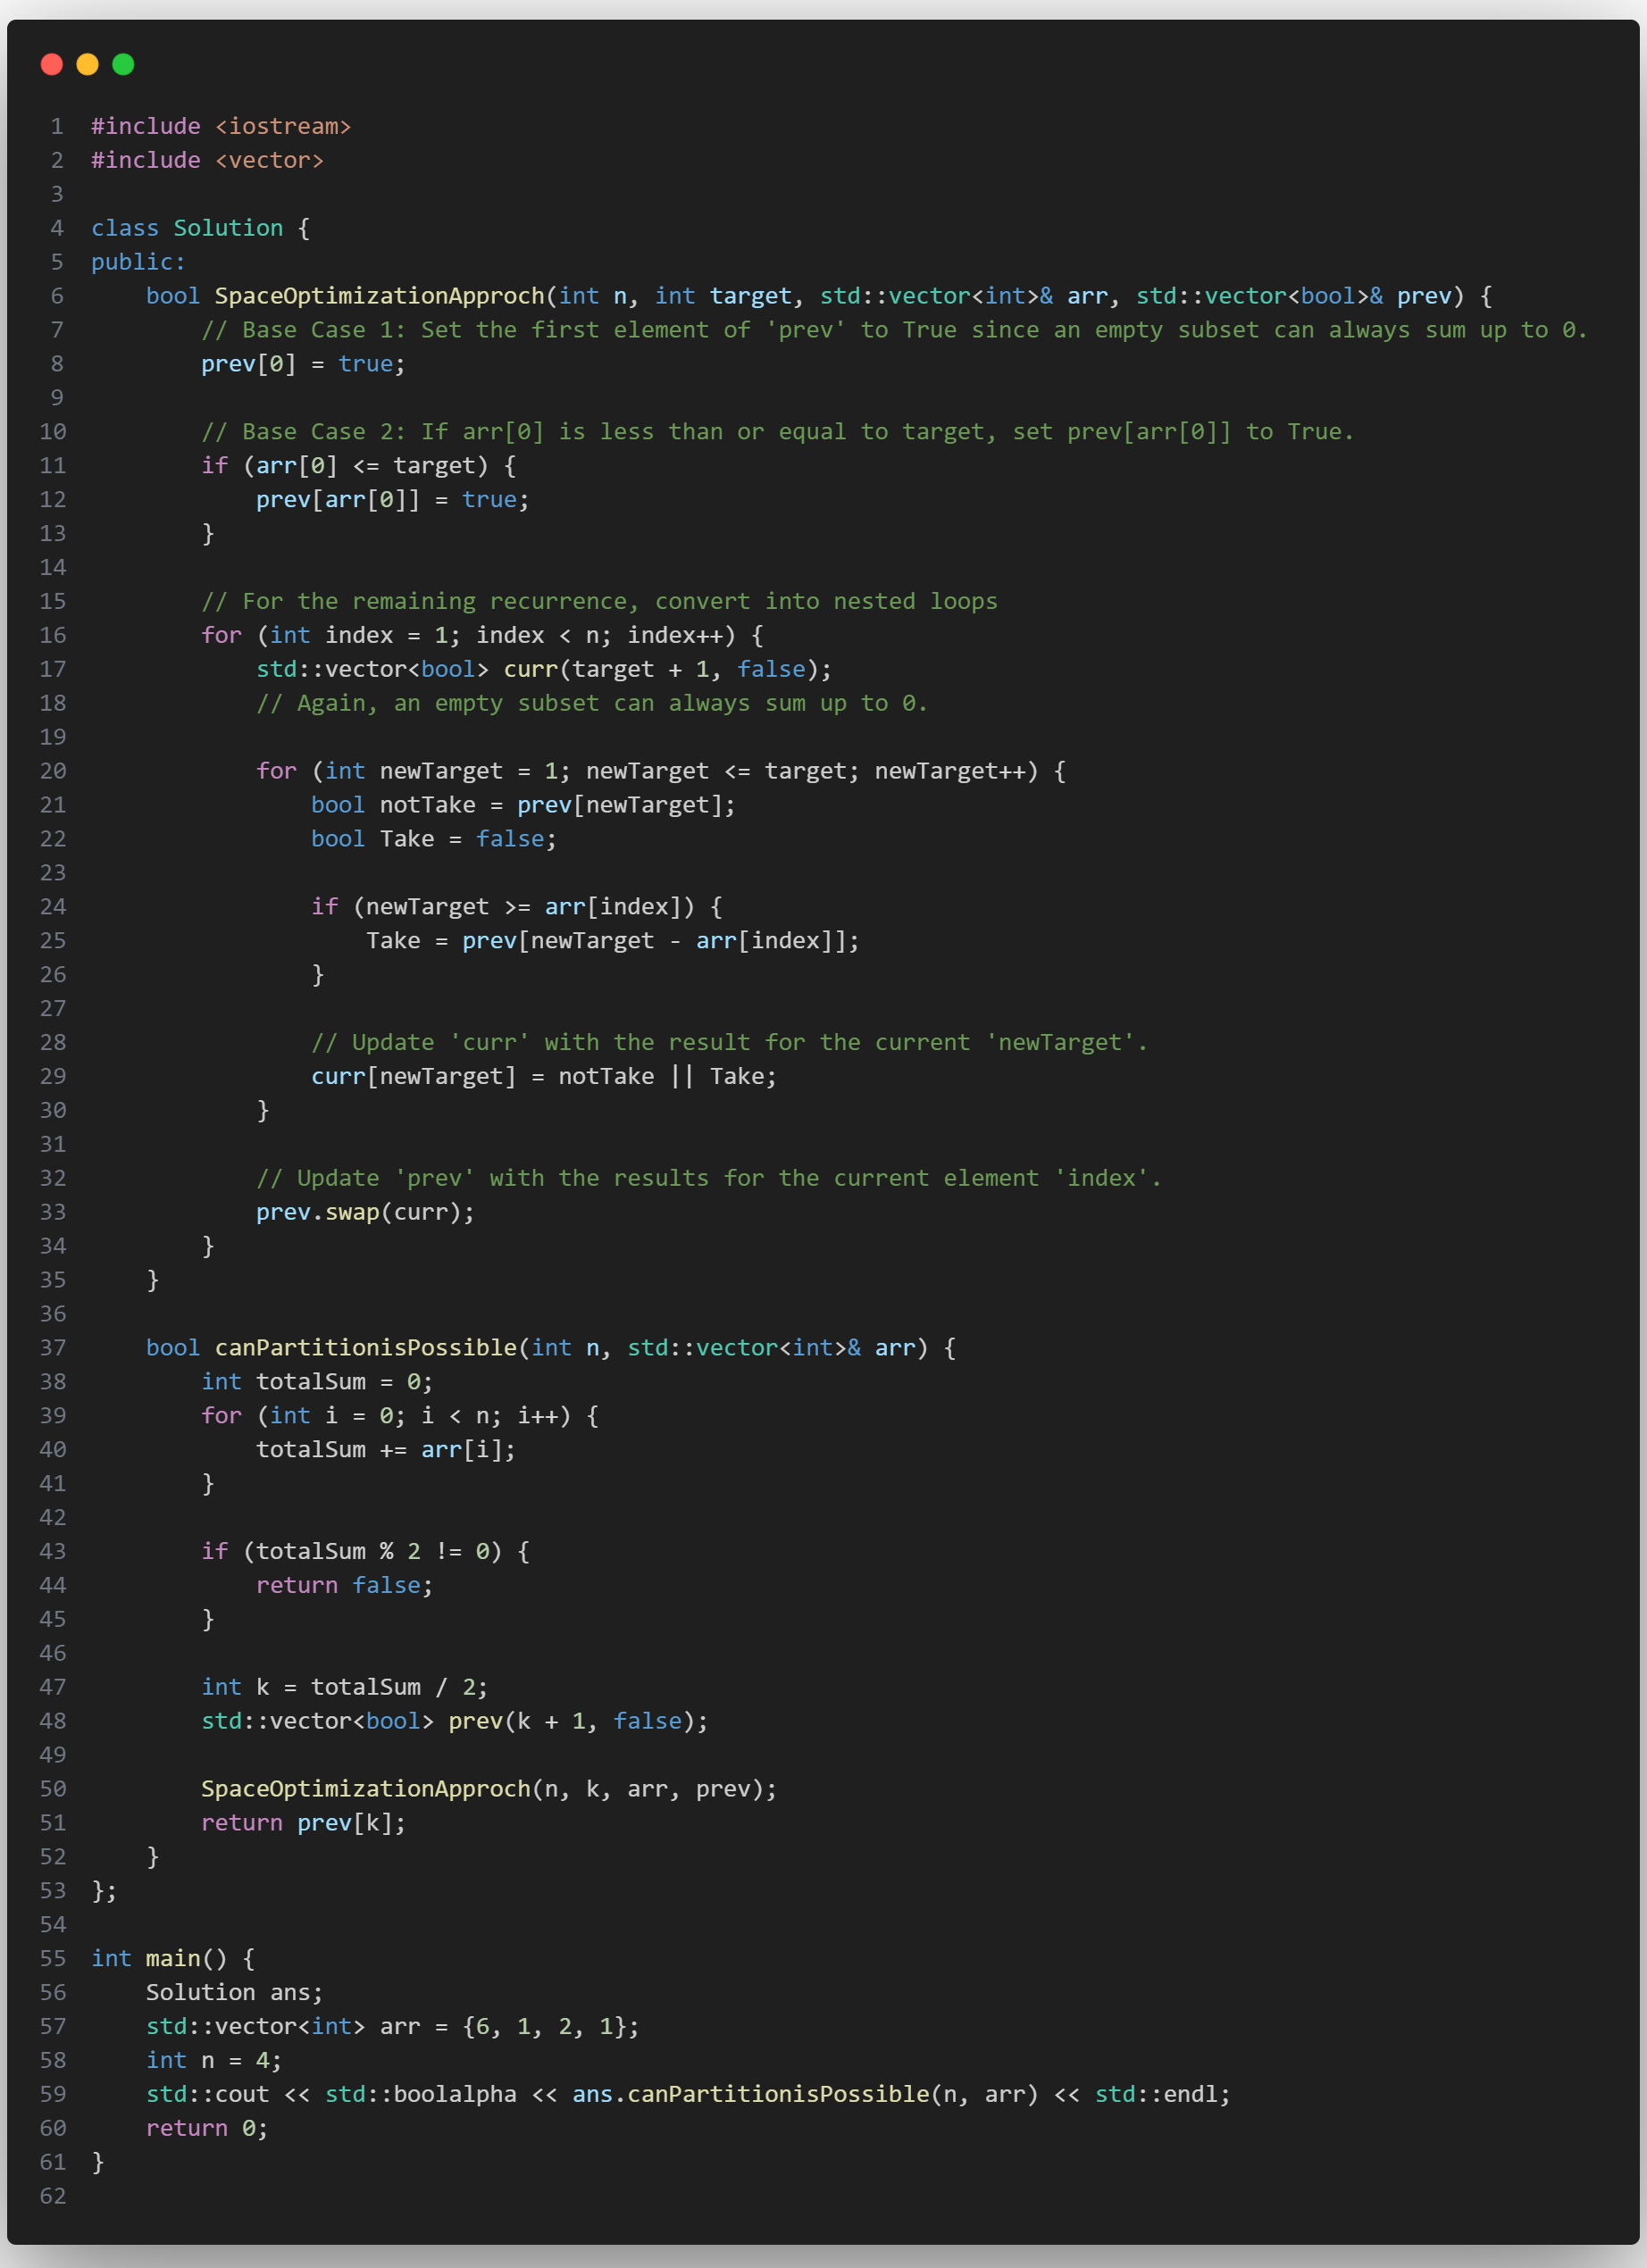 1 #include <iostream>
2 #include <vector>
3
4 class Solution {
5 public:
6     bool SpaceOptimizationApproch(int n, int target, std::vector<int>& arr, std::vector<bool>& prev) {
7         // Base Case 1: Set the first element of 'prev' to True since an empty subset can always sum up to 0.
8         prev[0] = true;
9
10         // Base Case 2: If arr[0] is less than or equal to target, set prev[arr[0]] to True.
11         if (arr[0] <= target) {
12             prev[arr[0]] = true;
13         }
14
15         // For the remaining recurrence, convert into nested loops
16         for (int index = 1; index < n; index++) {
17             std::vector<bool> curr(target + 1, false);
18             // Again, an empty subset can always sum up to 0.
19
20             for (int newTarget = 1; newTarget <= target; newTarget++) {
21                 bool notTake = prev[newTarget];
22                 bool Take = false;
23
24                 if (newTarget >= arr[index]) {
25                     Take = prev[newTarget - arr[index]];
26                 }
27
28                 // Update 'curr' with the result for the current 'newTarget'.
29                 curr[newTarget] = notTake || Take;
30             }
31
32             // Update 'prev' with the results for the current element 'index'.
33             prev.swap(curr);
34         }
35     }
36
37     bool canPartitionisPossible(int n, std::vector<int>& arr) {
38         int totalSum = 0;
39         for (int i = 0; i < n; i++) {
40             totalSum += arr[i];
41         }
42
43         if (totalSum % 2 != 0) {
44             return false;
45         }
46
47         int k = totalSum / 2;
48         std::vector<bool> prev(k + 1, false);
49
50         SpaceOptimizationApproch(n, k, arr, prev);
51         return prev[k];
52     }
53 };
54
55 int main() {
56     Solution ans;
57     std::vector<int> arr = {6, 1, 2, 1};
58     int n = 4;
59     std::cout << std::boolalpha << ans.canPartitionisPossible(n, arr) << std::endl;
60     return 0;
61 }
62